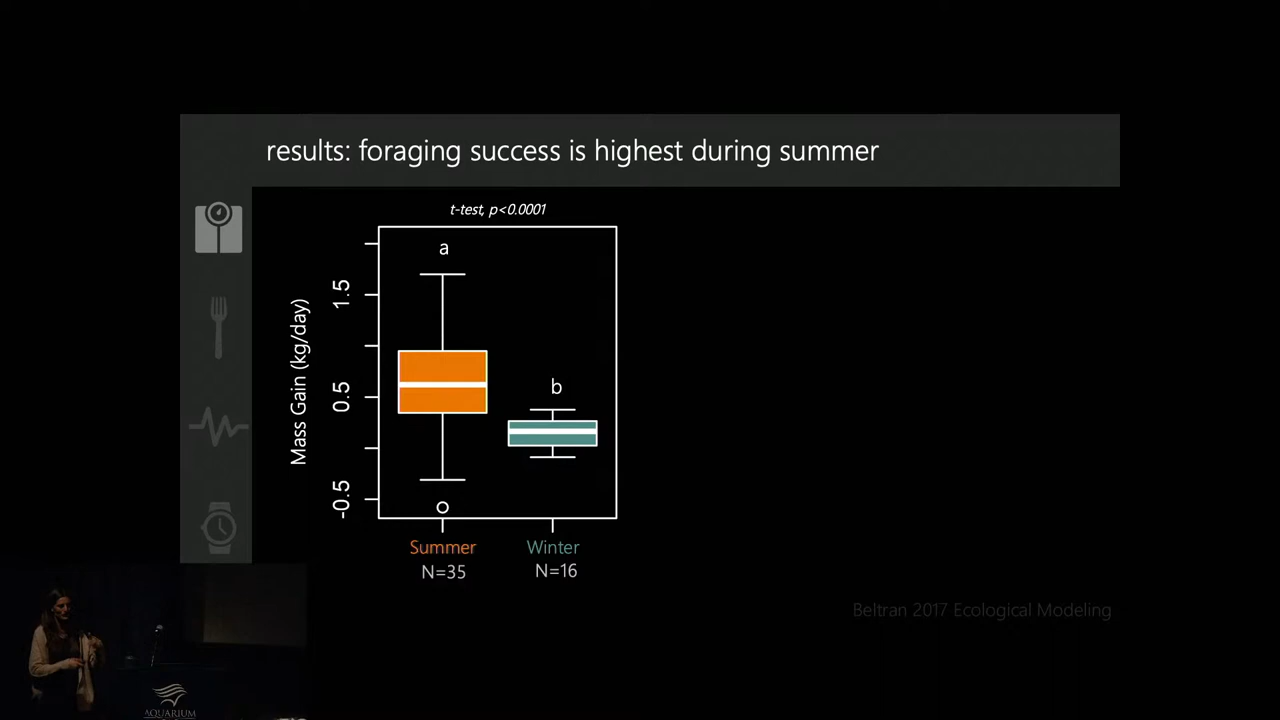 results: foraging success is highest during summer
t-test, p<0.0001
a
b
Mass Gain (kg/day)
1.5
0.5
-0.5
Summer
Winter
N=35
N=16
Beltran 2017 Ecological Modeling
AQUARIUM